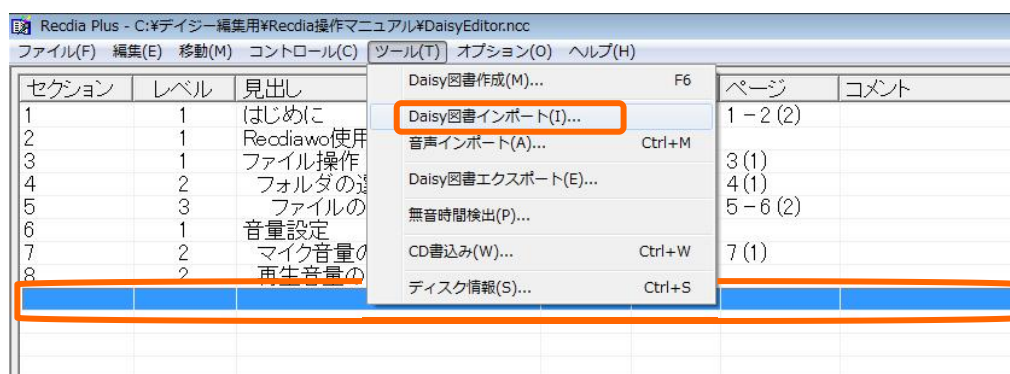 Recdia Plus - C:¥デイジー編集用¥Recdia操作マニュアル¥DaisyEditor.ncc
ファイル(F) 編集(E) 移動(M) コントロール(C) ツール(T) オプション(O) ヘルプ(H)
セクション レベル 見出し ページ コメント
1 1 はじめに 1－2(2)
2 1 Recdiawo使用
3 1 ファイル操作 3(1)
4 2 フォルダの選 4(1)
5 3 ファイルの 5－6(2)
6 1 音量設定
7 2 マイク音量の 7(1)
8 2 再生音量の
Daisy図書作成(M)... F6
Daisy図書インポート(I)...
音声インポート(A)... Ctrl+M
Daisy図書エクスポート(E)...
無音時間検出(P)...
CD書込み(W)... Ctrl+W
ディスク情報(S)... Ctrl+S